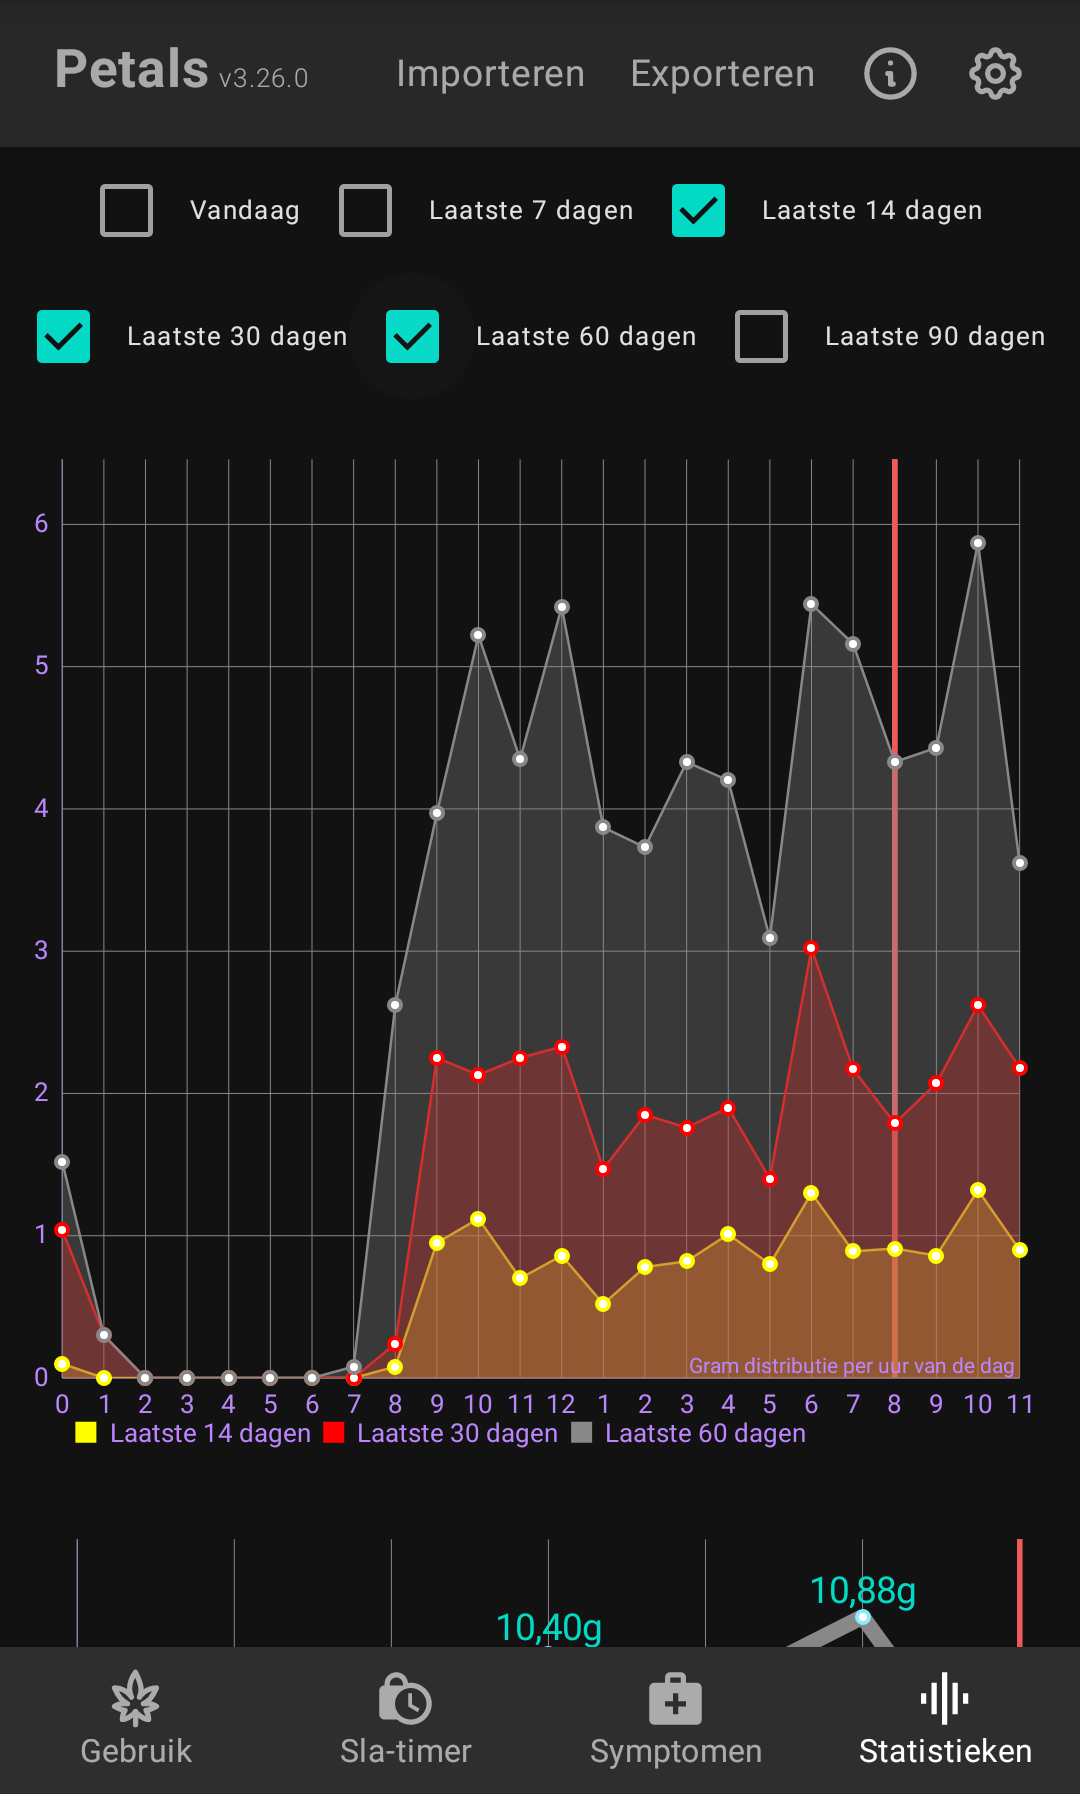 Petals v3.26.0 Importeren Exporteren
Vandaag Laatste 7 dagen Laatste 14 dagen
Laatste 30 dagen Laatste 60 dagen Laatste 90 dagen
6
5
4
3
2
1
0
Gram distributie per uur van de dag
0 1 2 3 4 5 6 7 8 9 10 11 12 1 2 3 4 5 6 7 8 9 10 11
Laatste 14 dagen Laatste 30 dagen Laatste 60 dagen
10,88g
10,40g
Gebruik Sla-timer Symptomen Statistieken